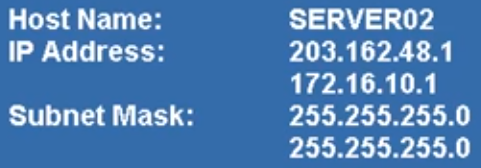 Host Name: SERVER02
IP Address: 203.162.48.1
172.16.10.1
Subnet Mask: 255.255.255.0
255.255.255.0